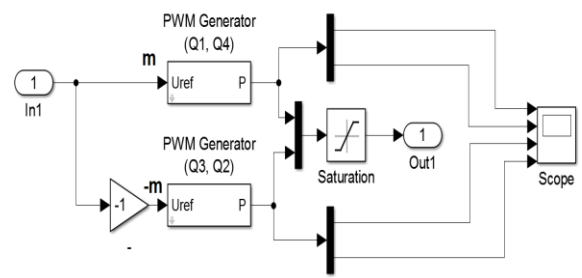 PWM Generator
(Q1, Q4)
m
1
In1
Uref
P
PWM Generator
(Q3, Q2)
-1
-
-m
Uref
P
Saturation
1
Out1
Scope